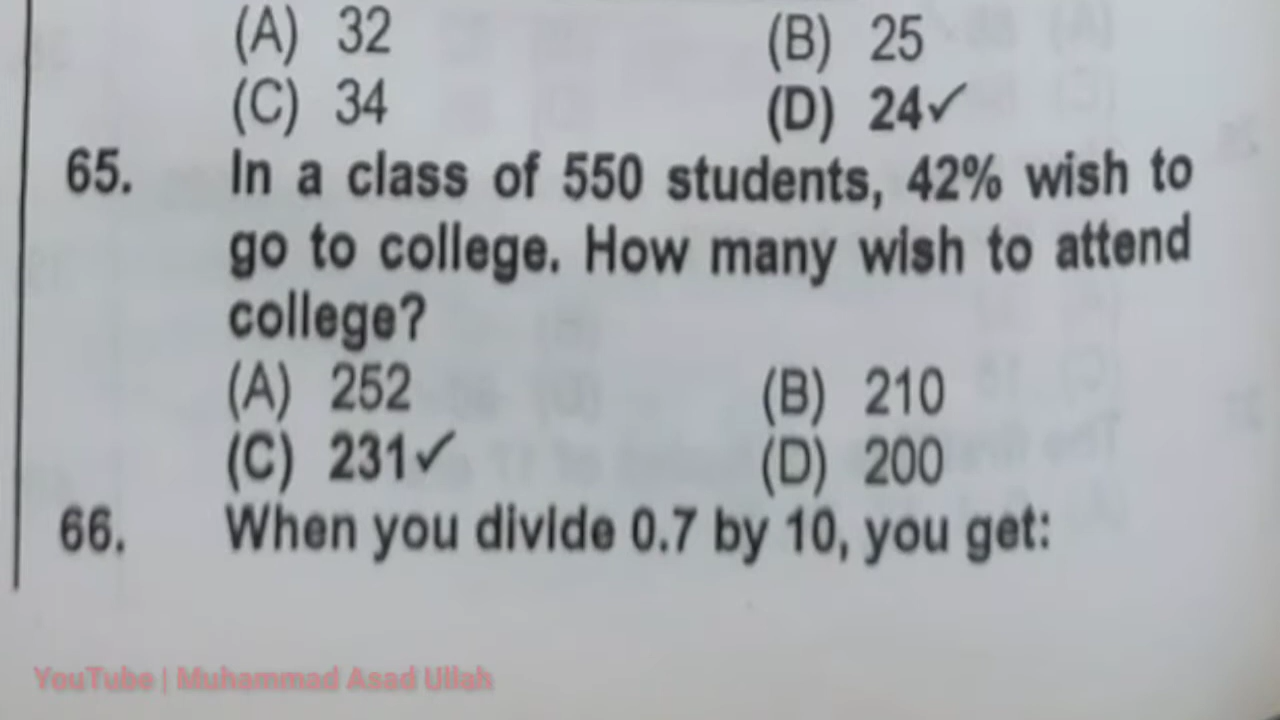 (A) 32 (B) 25
(C) 34 (D) 24✓
65. In a class of 550 students, 42% wish to
go to college. How many wish to attend
college?
(A) 252 (B) 210
(C) 231✓ (D) 200
66. When you divide 0.7 by 10, you get:
YouTube | Muhammad Asad Ullah